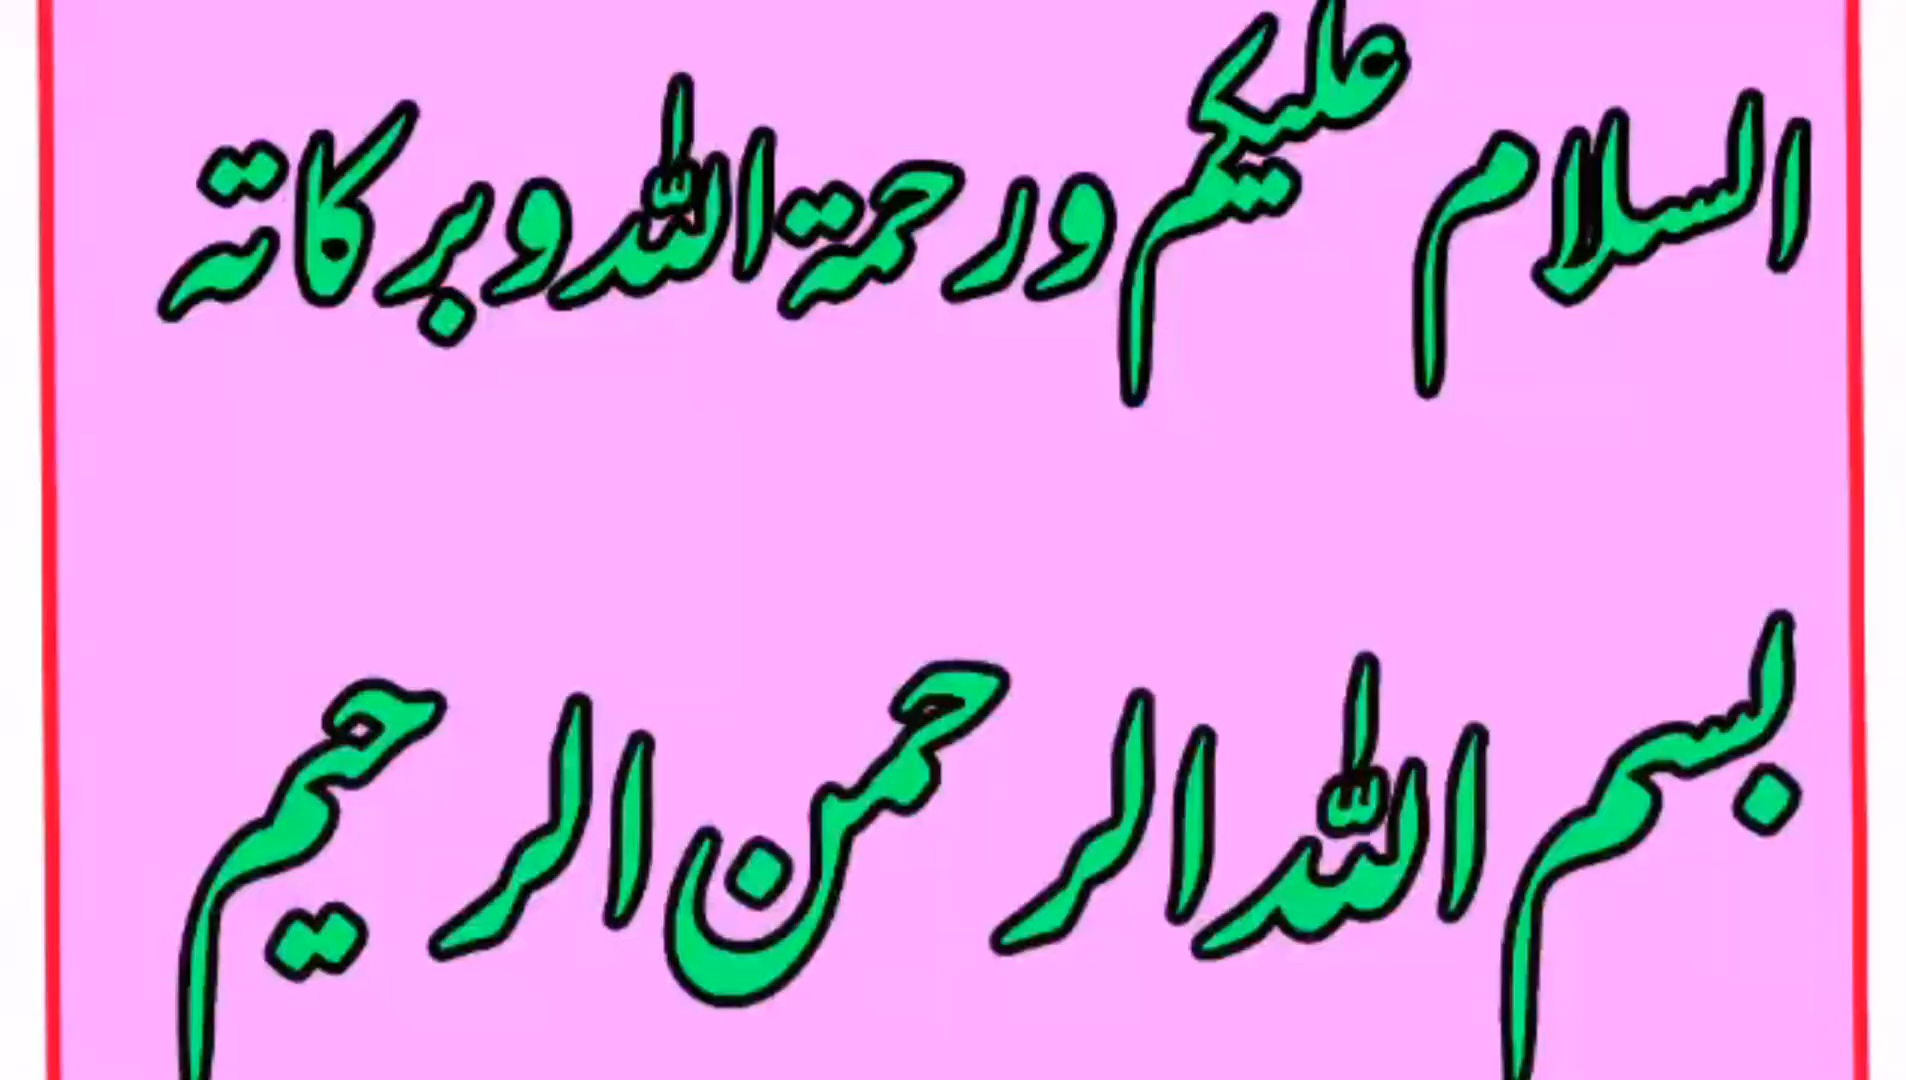 السلام علیکم ورحمۃ اللہ وبرکاتہ
بسم اللہ الرحمن الرحیم